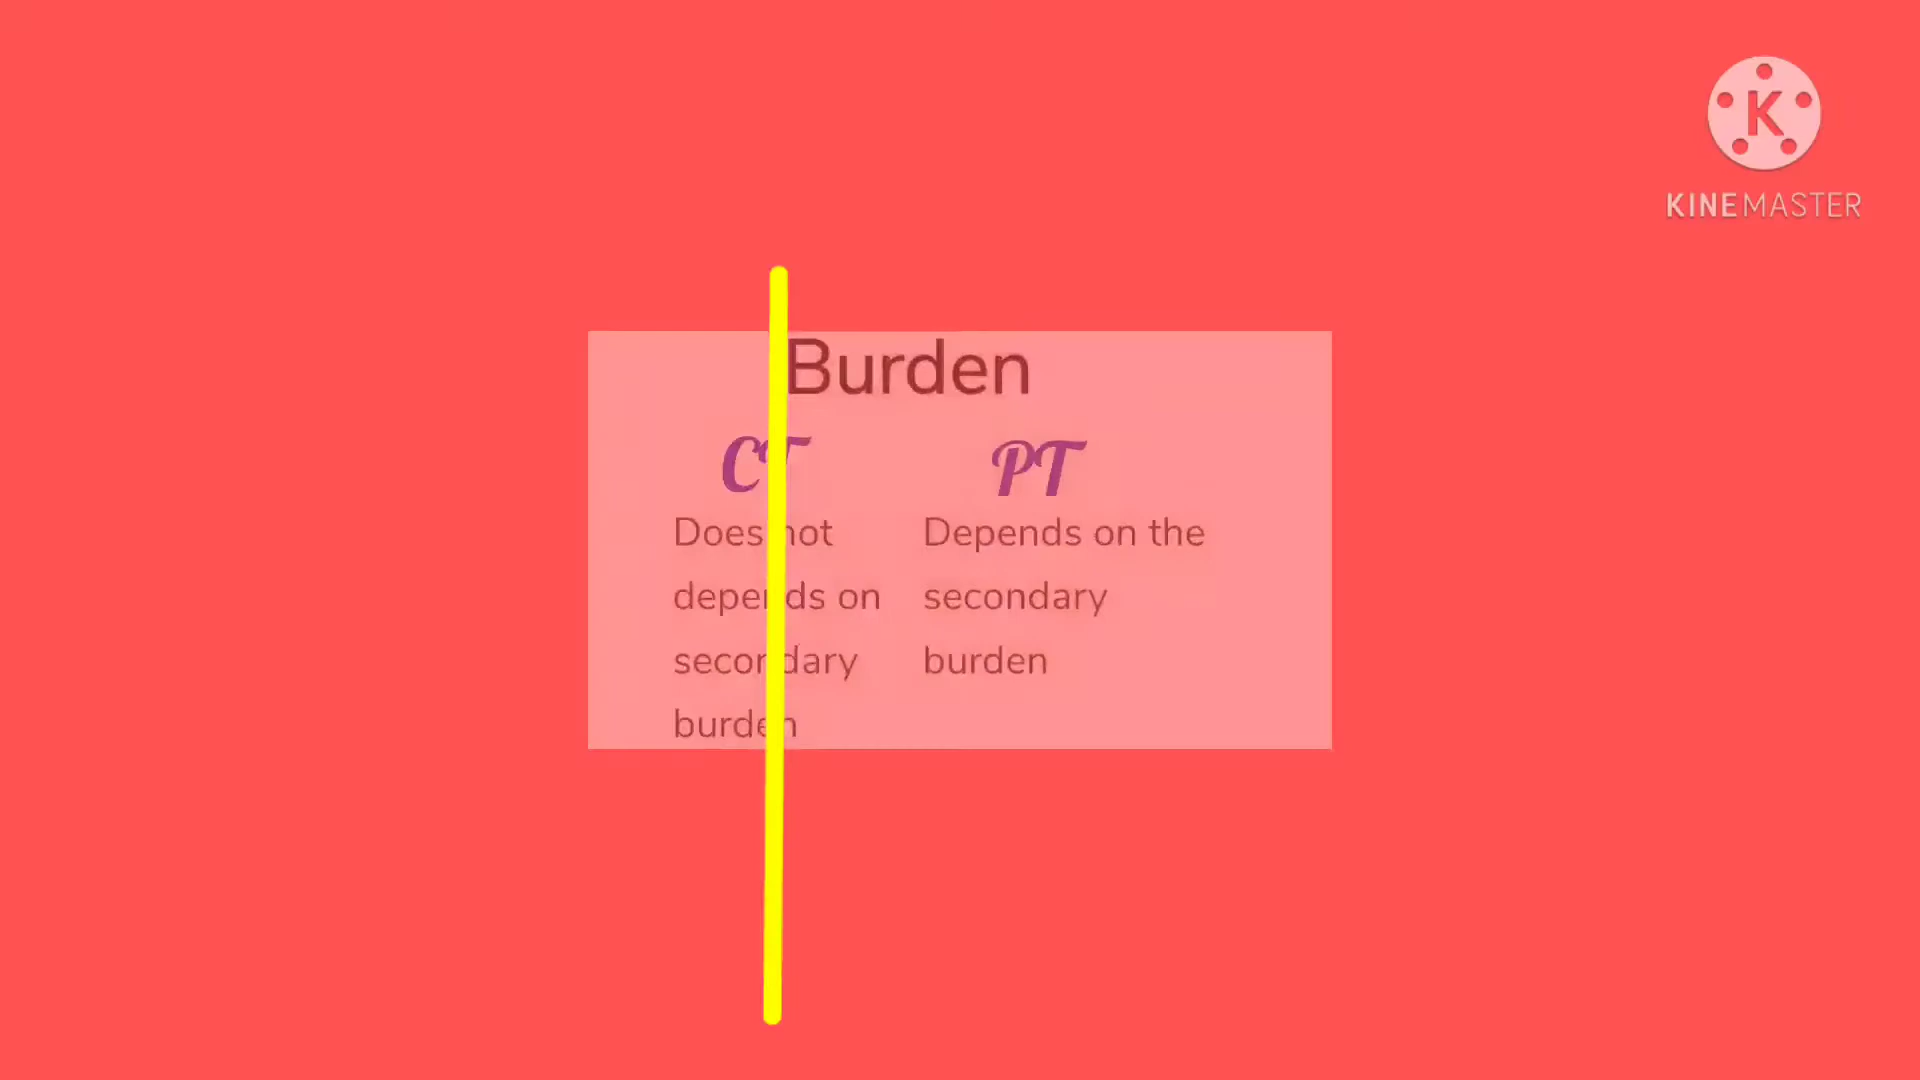 K
KINEMASTER
Burden
CT PT
Does not Depends on the
depends on secondary
secondary burden
burden